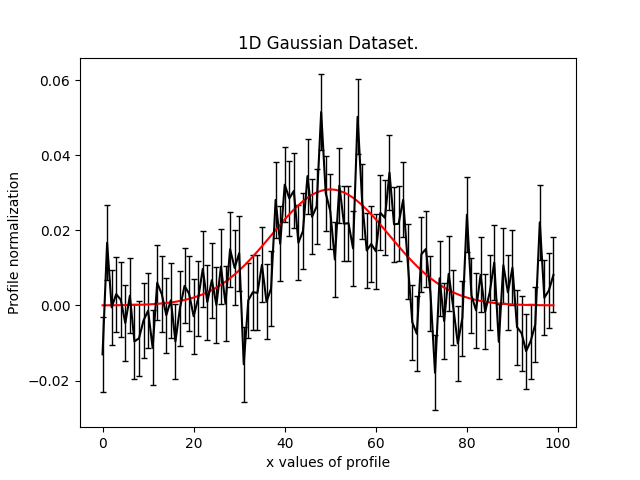 1D Gaussian Dataset.
Profile normalization
0.06
0.04
0.02
0.00
−0.02
0 20 40 60 80 100
x values of profile